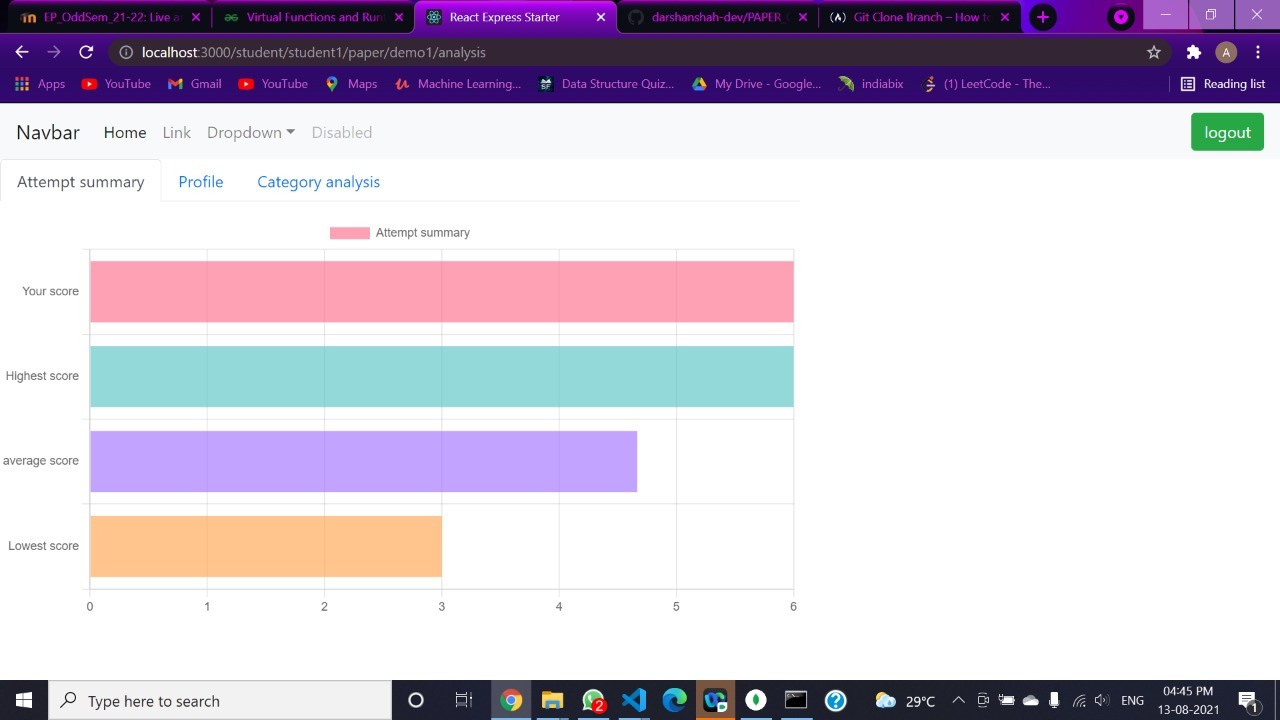 EP_OddSem_21-22: Live a
Virtual Functions and Run
React Express Starter
darshanshah-dev/PAPER_
Git Clone Branch – How to
localhost:3000/student/student1/paper/demo1/analysis
A
Apps
YouTube
Gmail
YouTube
Maps
Machine Learning...
Data Structure Quiz...
My Drive - Google...
indiabix
(1) LeetCode - The...
Reading list
Navbar
Home
Link
Dropdown
Disabled
logout
Attempt summary
Profile
Category analysis
Attempt summary
Your score
Highest score
average score
Lowest score
0 1 2 3 4 5 6
Type here to search
2
29°C
ENG
04:45 PM
13-08-2021
1